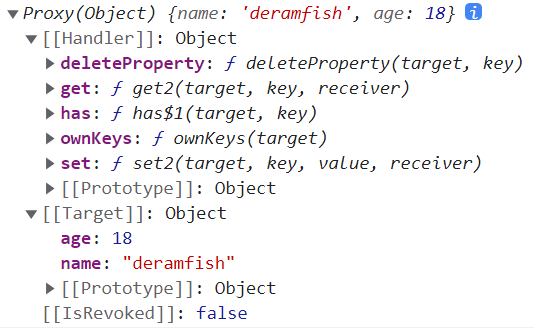 Proxy(Object) {name: 'deramfish', age: 18} i
[[Handler]]: Object
deleteProperty: ƒ deleteProperty(target, key)
get: ƒ get2(target, key, receiver)
has: ƒ has$1(target, key)
ownKeys: ƒ ownKeys(target)
set: ƒ set2(target, key, value, receiver)
[[Prototype]]: Object
[[Target]]: Object
age: 18
name: "deramfish"
[[Prototype]]: Object
[[IsRevoked]]: false